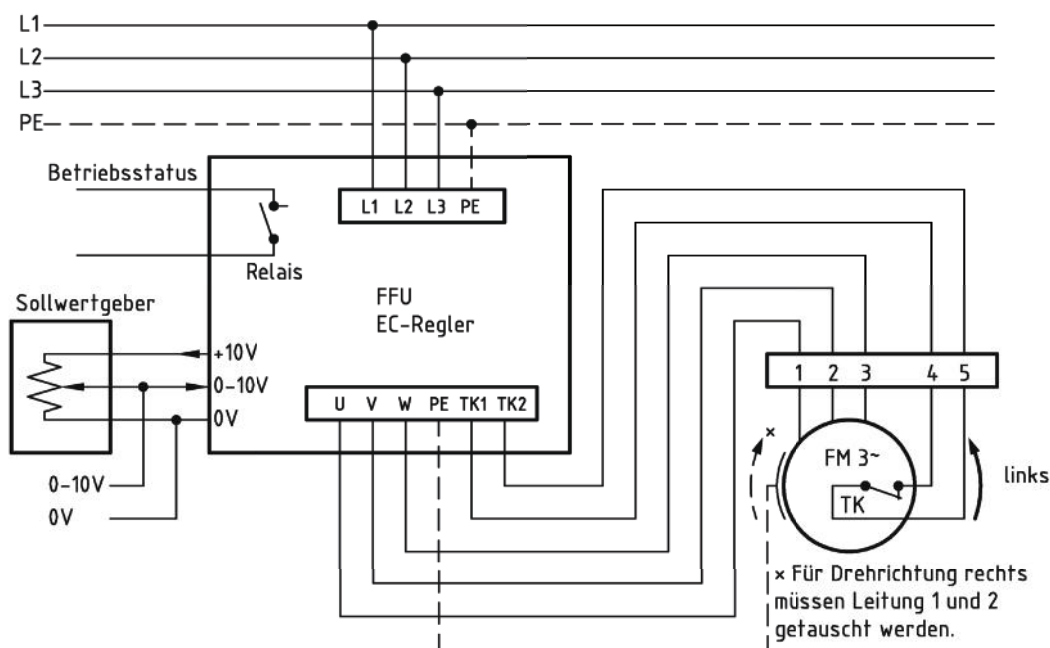 L1
L2
L3
PE
Betriebsstatus
L1 L2 L3 PE
Relais
FFU
EC-Regler
Sollwertgeber
+10V
0-10V
0V
U V W PE TK1 TK2
1 2 3 4 5
×
FM 3~
TK
links
0-10V
0V
× Für Drehrichtung rechts
müssen Leitung 1 und 2
getauscht werden.